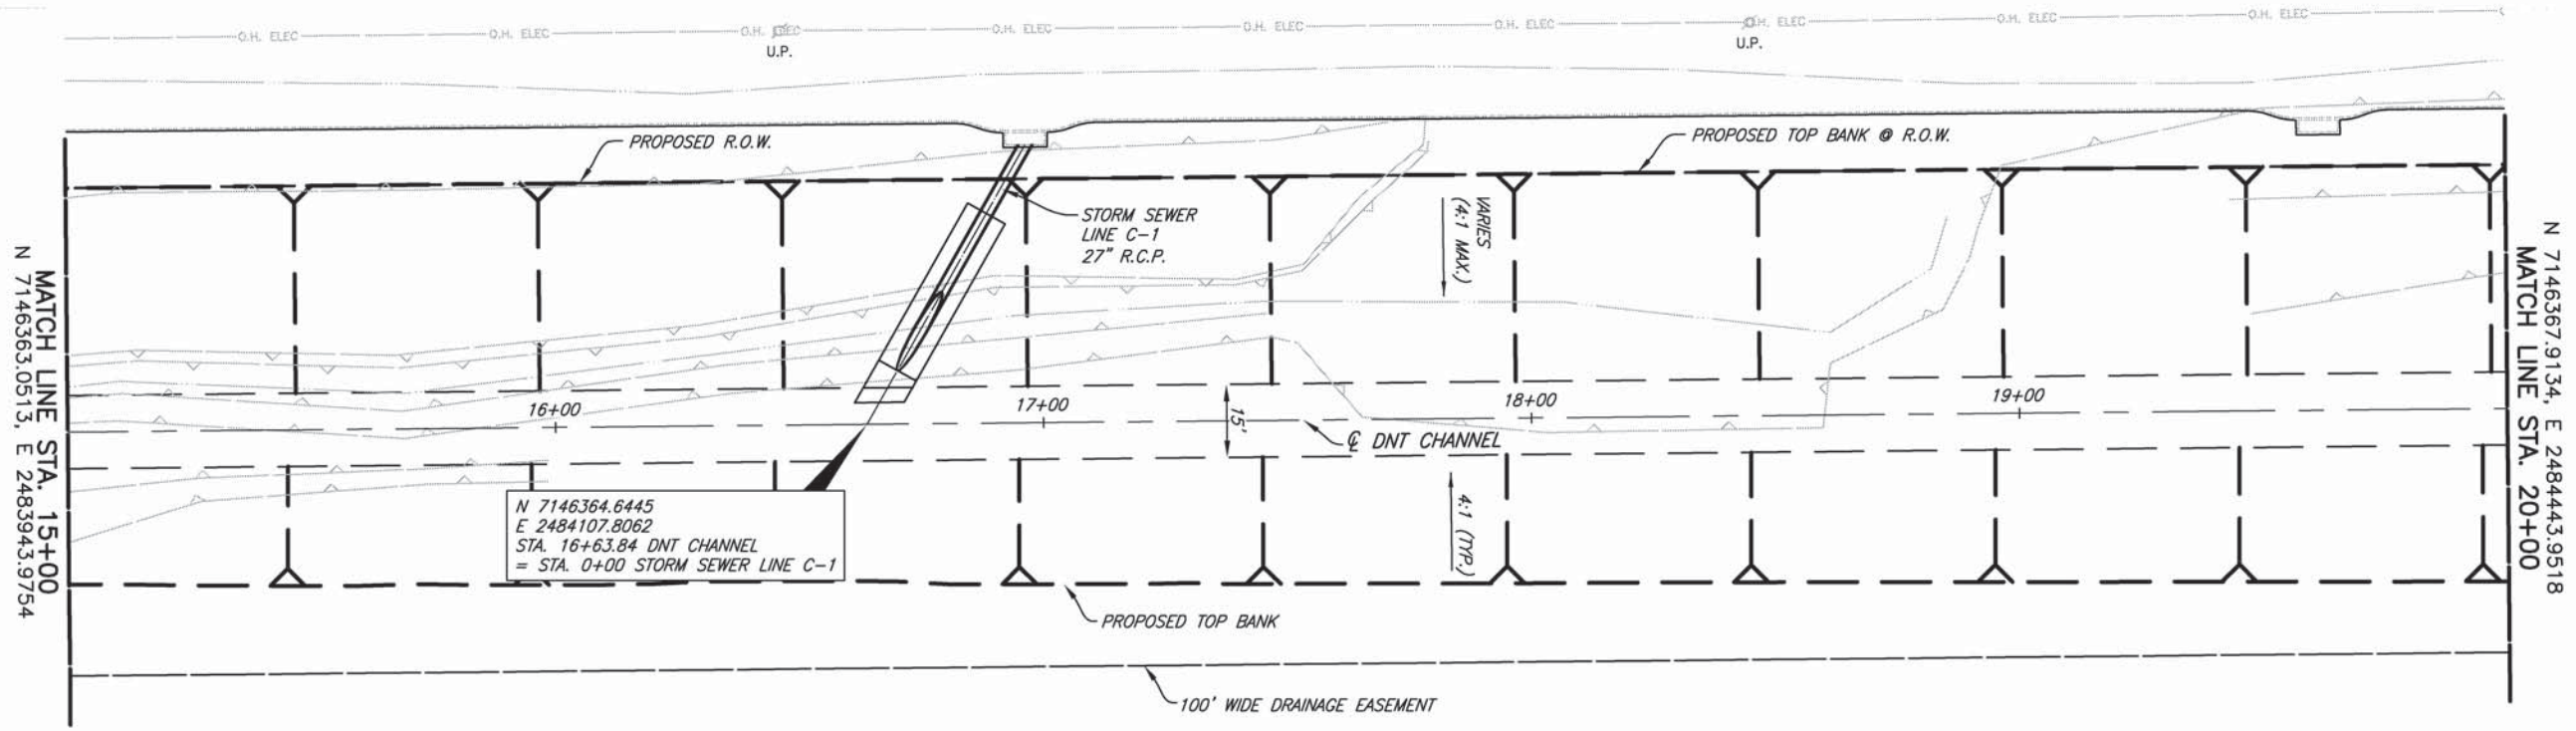 O.H. ELEC
O.H. ELEC
O.H. ELEC
O.H. ELEC
O.H. ELEC
O.H. ELEC
O.H. ELEC
O.H. ELEC
O.H. ELEC
U.P.
U.P.
PROPOSED R.O.W.
PROPOSED TOP BANK @ R.O.W.
STORM SEWER
LINE C-1
27" R.C.P.
VARIES
(4:1 MAX.)
MATCH LINE STA. 15+00
N 7146363.0513, E 2483943.9754
N 7146367.9134, E 2484443.9518
MATCH LINE STA. 20+00
16+00
17+00
18+00
19+00
15'
℄ DNT CHANNEL
N 7146364.6445
E 2484107.8062
STA. 16+63.84 DNT CHANNEL
= STA. 0+00 STORM SEWER LINE C-1
4:1 (TYP.)
PROPOSED TOP BANK
100' WIDE DRAINAGE EASEMENT